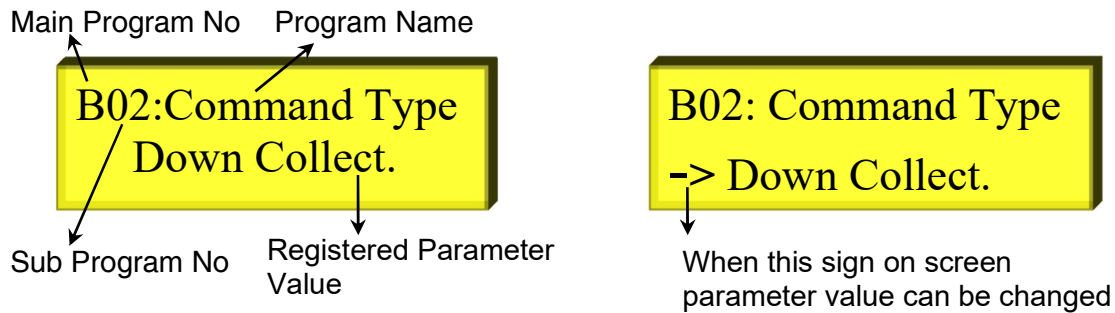 Main Program No Program Name
B02:Command Type
Down Collect.
Sub Program No
Registered Parameter
Value
B02: Command Type
-> Down Collect.
When this sign on screen
parameter value can be changed